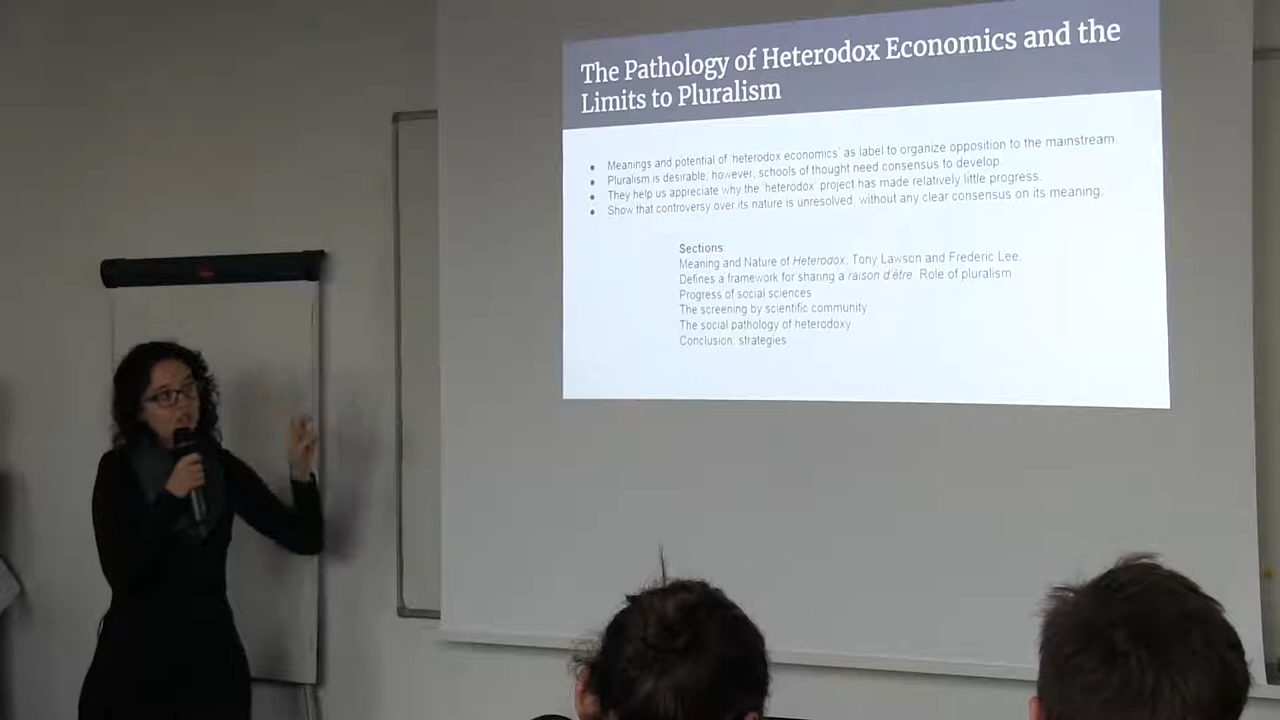 The Pathology of Heterodox Economics and the
Limits to Pluralism
Meanings and potential of 'heterodox economics' as label to organize opposition to the mainstream.
Pluralism is desirable; however, schools of thought need consensus to develop.
They help us appreciate why the 'heterodox' project has made relatively little progress.
Show that controversy over its nature is unresolved, without any clear consensus on its meaning.
Sections
Meaning and Nature of Heterodox, Tony Lawson and Frederic Lee.
Defines a framework for sharing a raison d'être. Role of pluralism
Progress of social sciences
The screening by scientific community
The social pathology of heterodoxy
Conclusion: strategies